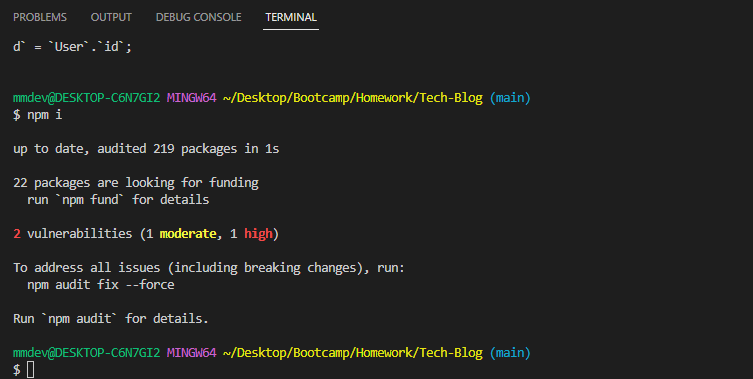 PROBLEMS OUTPUT DEBUG CONSOLE TERMINAL
d` = `User`.`id`;
mmdev@DESKTOP-C6N7GI2 MINGW64 ~/Desktop/Bootcamp/Homework/Tech-Blog (main)
$ npm i
up to date, audited 219 packages in 1s
22 packages are looking for funding
  run `npm fund` for details
2 vulnerabilities (1 moderate, 1 high)
To address all issues (including breaking changes), run:
  npm audit fix --force
Run `npm audit` for details.
mmdev@DESKTOP-C6N7GI2 MINGW64 ~/Desktop/Bootcamp/Homework/Tech-Blog (main)
$